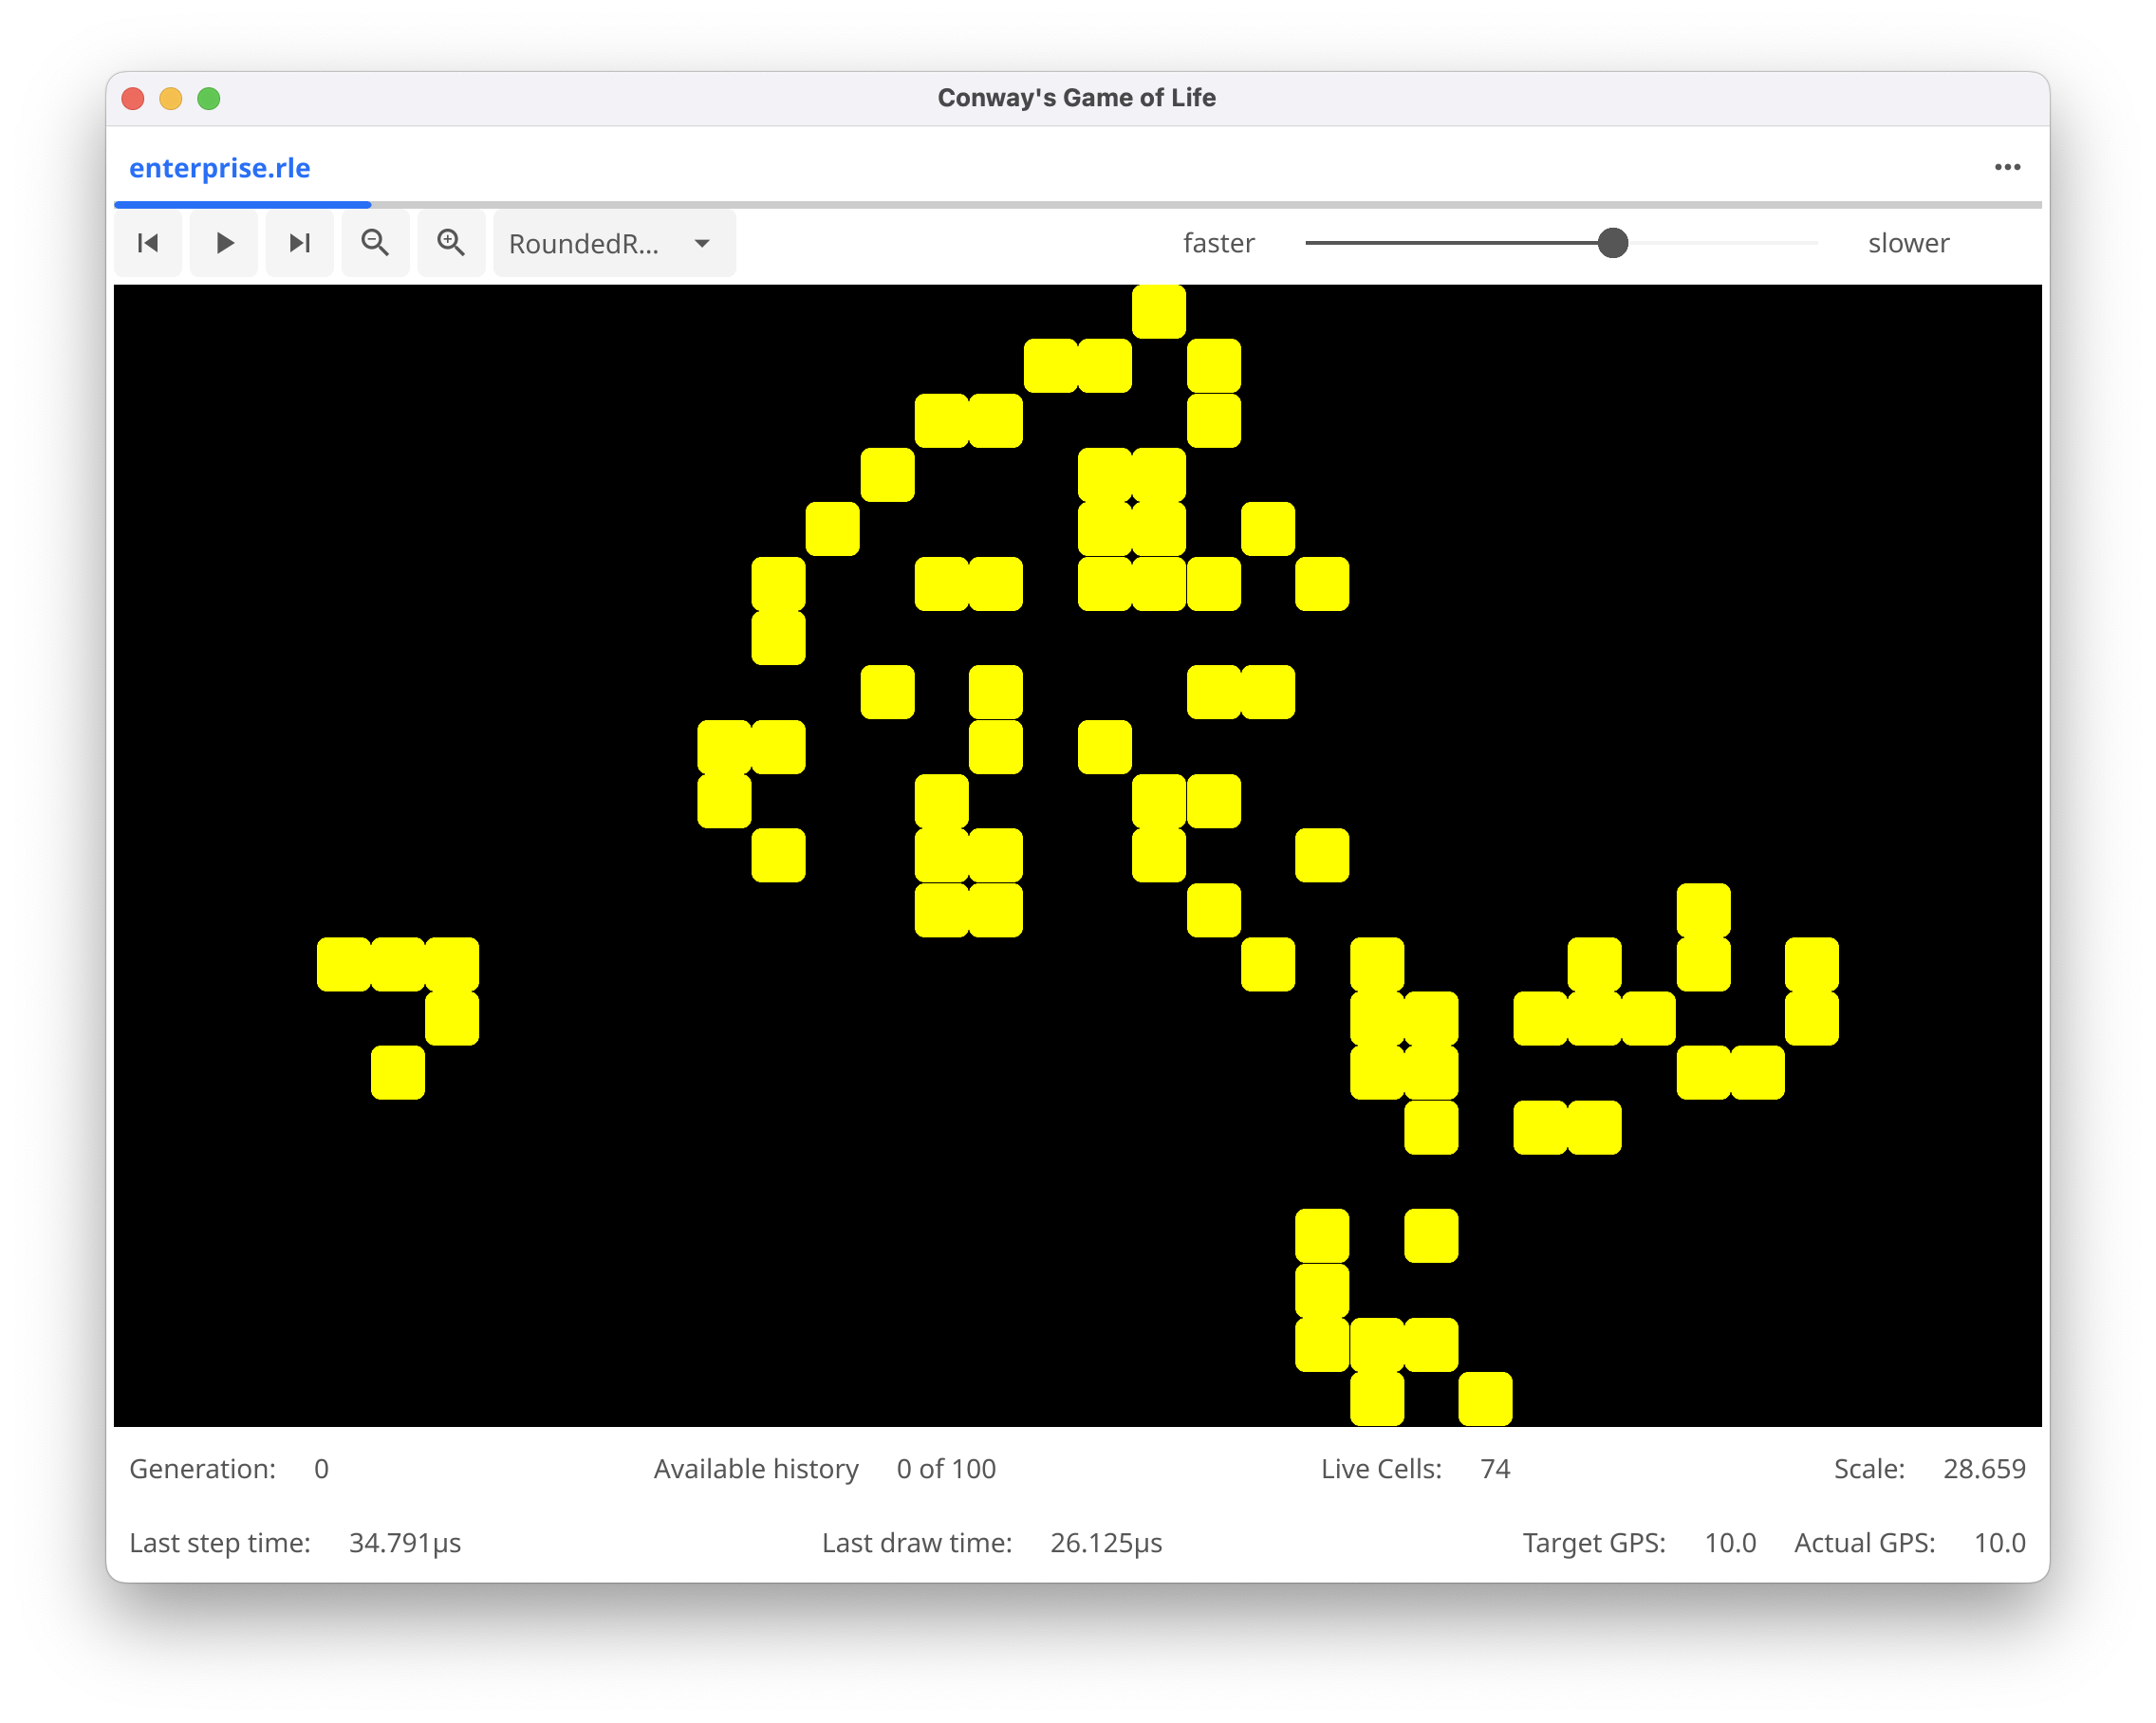 Conway's Game of Life
enterprise.rle
RoundedR... faster slower
Generation: 0 Available history 0 of 100 Live Cells: 74 Scale: 28.659
Last step time: 34.791µs Last draw time: 26.125µs Target GPS: 10.0 Actual GPS: 10.0